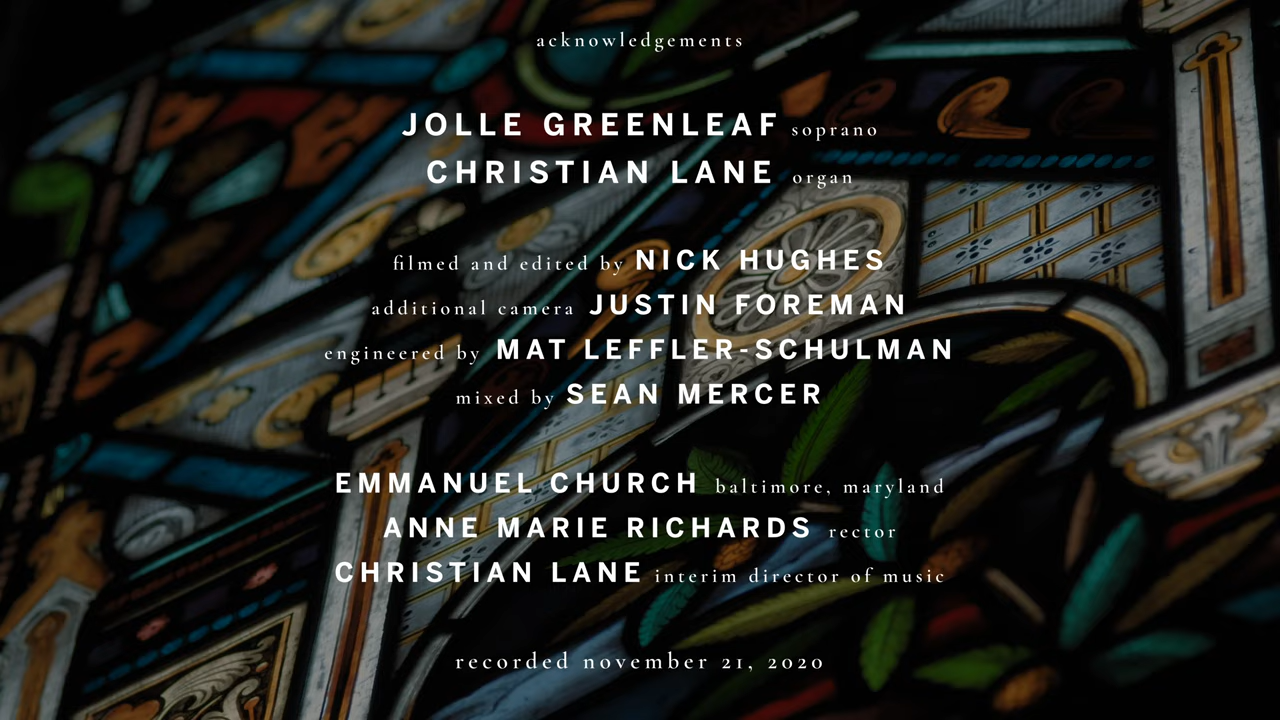 acknowledgements
JOLLE GREENLEAF soprano
CHRISTIAN LANE organ
filmed and edited by NICK HUGHES
additional camera JUSTIN FOREMAN
engineered by MAT LEFFLER-SCHULMAN
mixed by SEAN MERCER
EMMANUEL CHURCH baltimore, maryland
ANNE MARIE RICHARDS rector
CHRISTIAN LANE interim director of music
recorded november 21, 2020